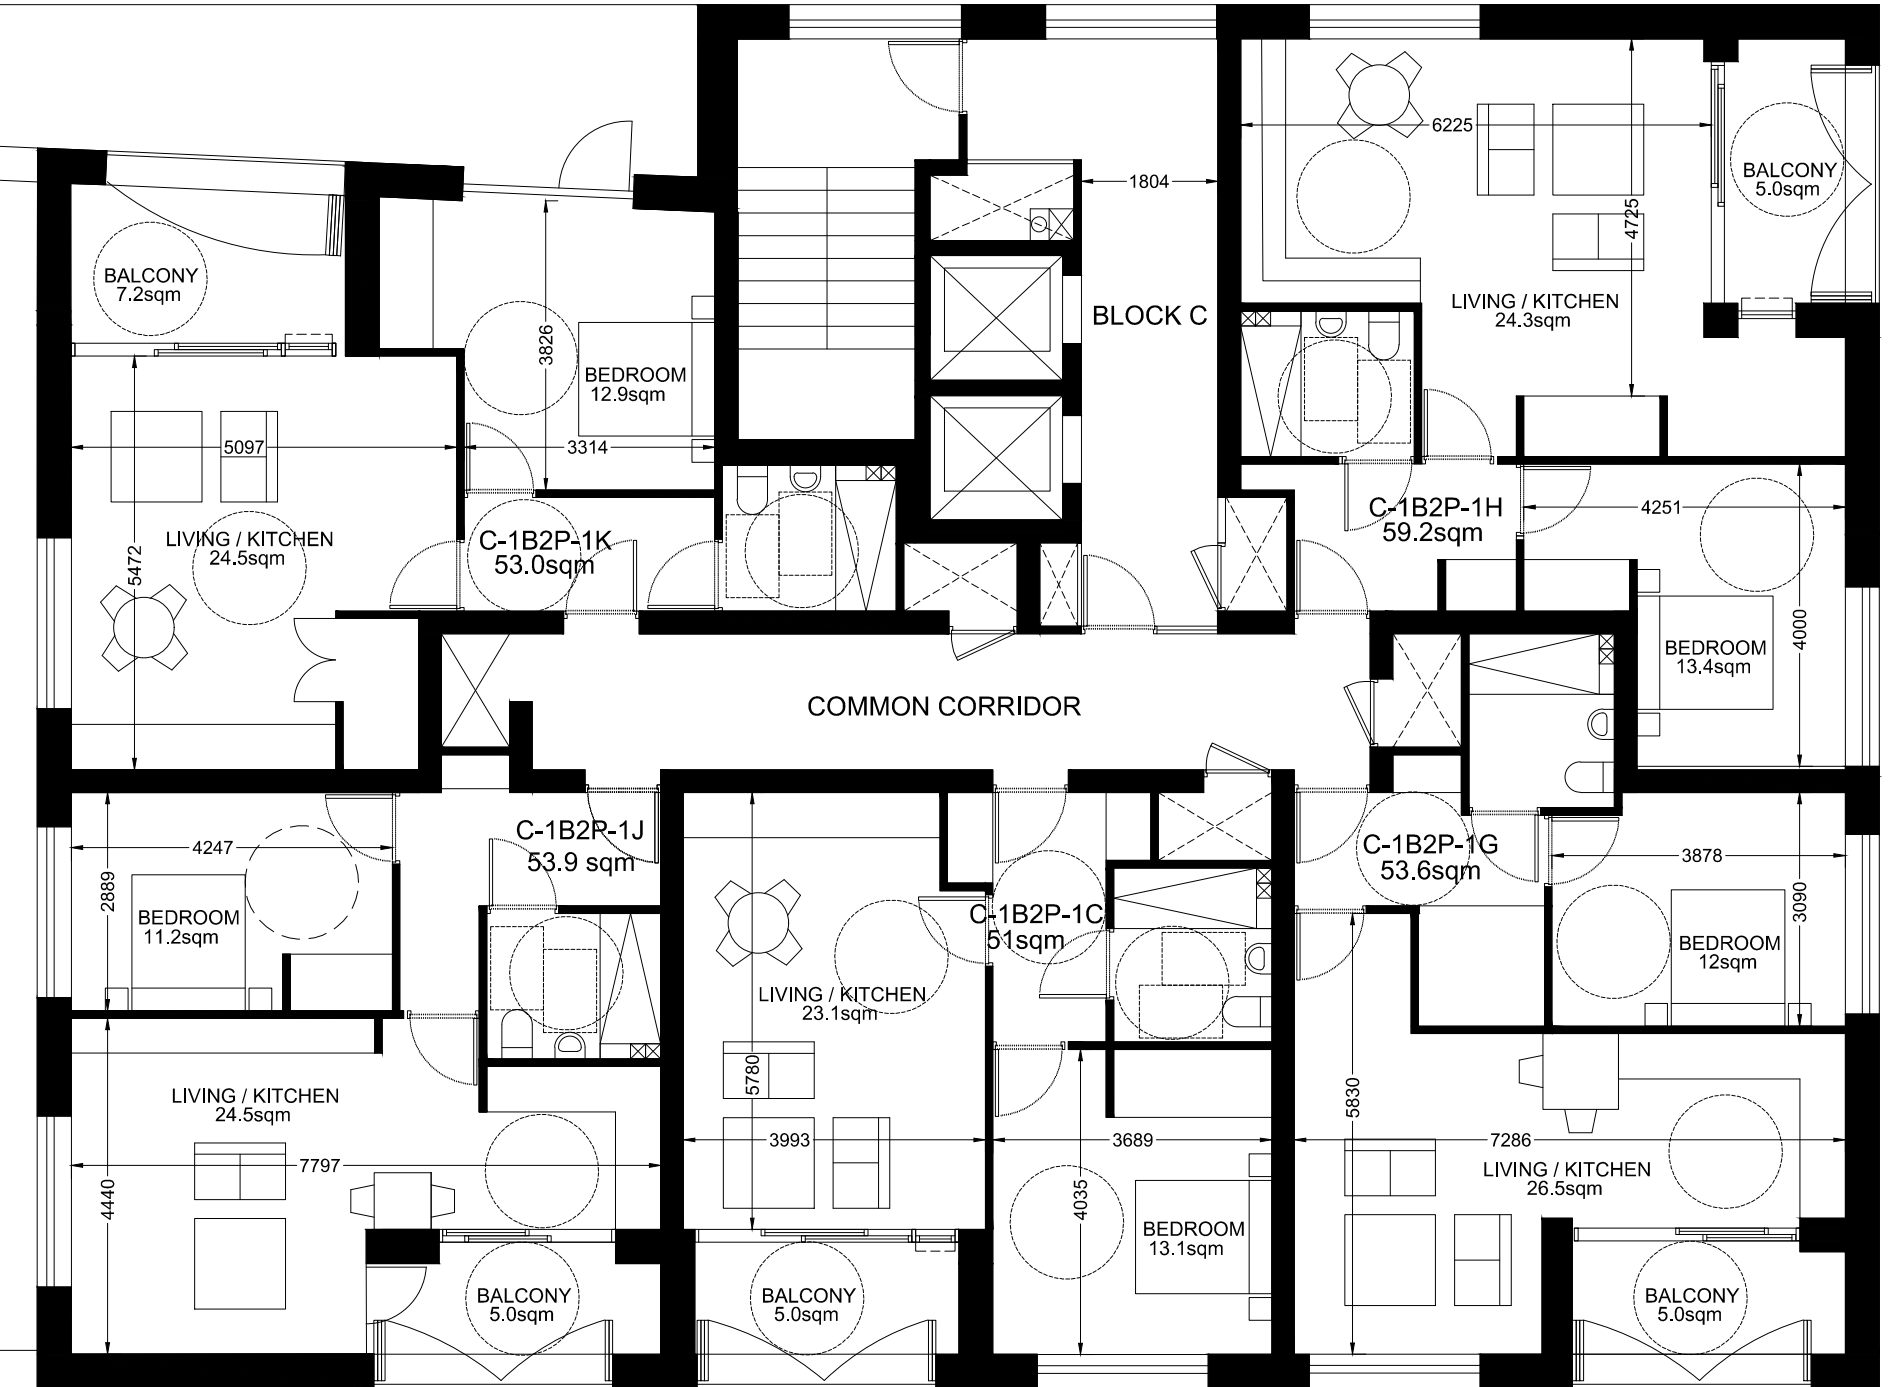 6225
4725
BALCONY
5.0sqm
1804
LIVING / KITCHEN
24.3sqm
BLOCK C
BALCONY
7.2sqm
3826
BEDROOM
12.9sqm
5097
3314
LIVING / KITCHEN
24.5sqm
5472
C-1B2P-1K
53.0sqm
C-1B2P-1H
59.2sqm
4251
4000
BEDROOM
13.4sqm
COMMON CORRIDOR
4247
2889
BEDROOM
11.2sqm
C-1B2P-1J
53.9 sqm
C-1B2P-1C
51sqm
C-1B2P-1G
53.6sqm
3878
3090
BEDROOM
12sqm
LIVING / KITCHEN
23.1sqm
5780
3993
LIVING / KITCHEN
24.5sqm
7797
4440
3689
4035
BEDROOM
13.1sqm
5830
7286
LIVING / KITCHEN
26.5sqm
BALCONY
5.0sqm
BALCONY
5.0sqm
BALCONY
5.0sqm